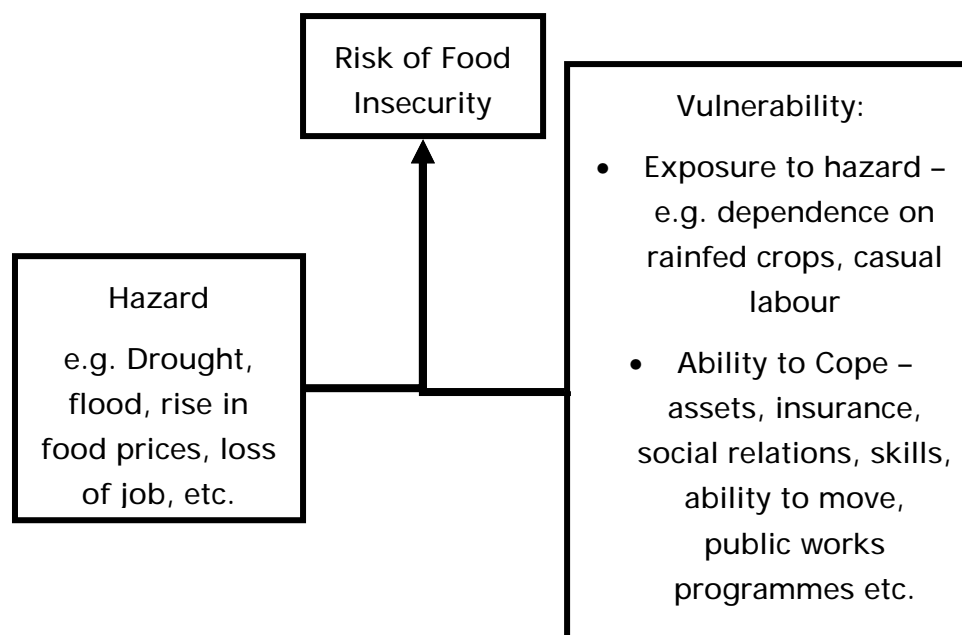 Risk of Food
Insecurity
Hazard
e.g. Drought,
flood, rise in
food prices, loss
of job, etc.
Vulnerability:
• Exposure to hazard –
e.g. dependence on
rainfed crops, casual
labour
• Ability to Cope –
assets, insurance,
social relations, skills,
ability to move,
public works
programmes etc.